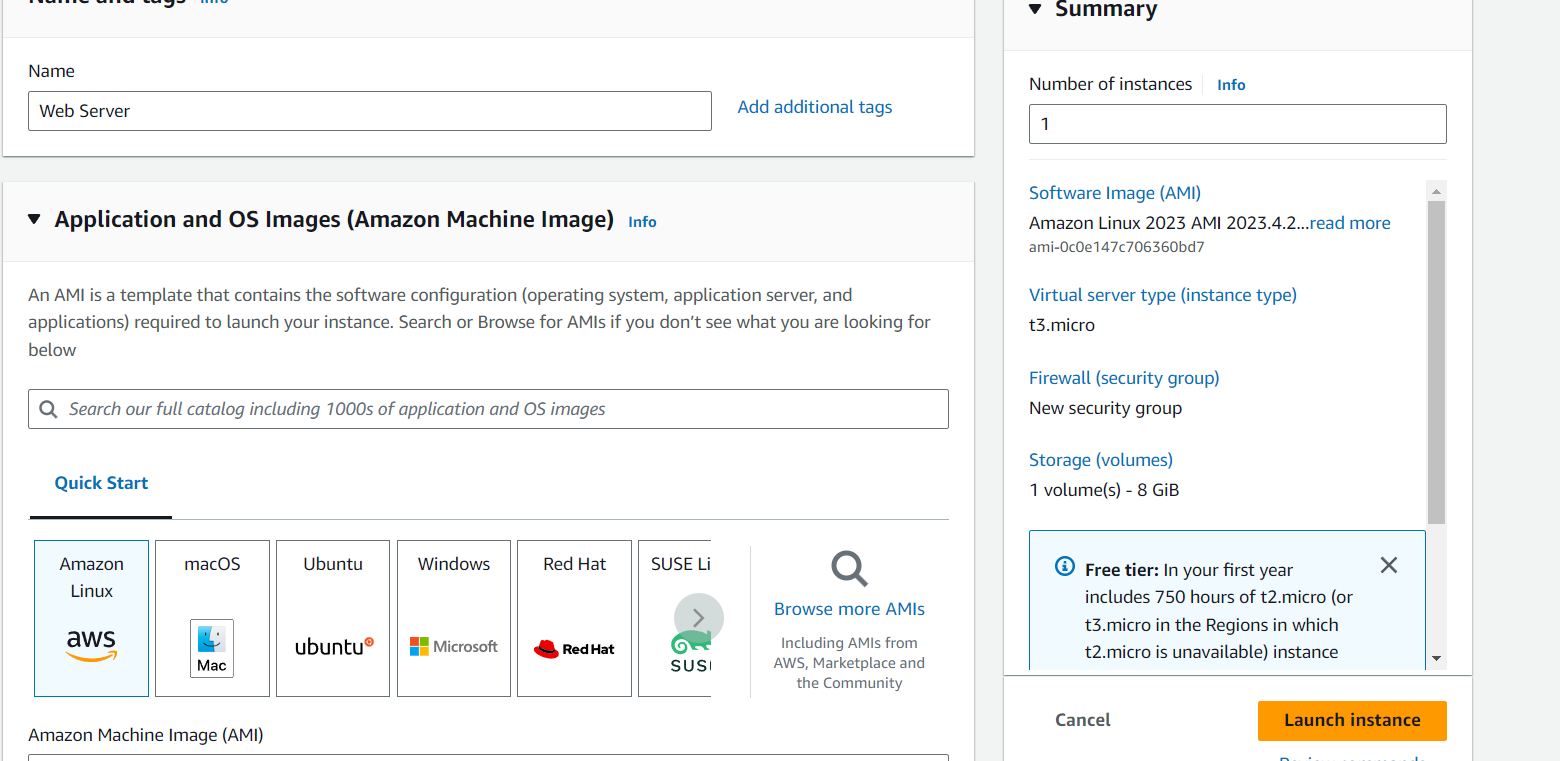 Name and tags Info
Name
Web Server
Add additional tags
Application and OS Images (Amazon Machine Image) Info
An AMI is a template that contains the software configuration (operating system, application server, and
applications) required to launch your instance. Search or Browse for AMIs if you don’t see what you are looking for
below
Search our full catalog including 1000s of application and OS images
Quick Start
Amazon
Linux
aws
macOS
Mac
Ubuntu
ubuntu
Windows
Microsoft
Red Hat
Red Hat
SUSE Li
SUS
Browse more AMIs
Including AMIs from
AWS, Marketplace and
the Community
Amazon Machine Image (AMI)
Summary
Number of instances Info
1
Software Image (AMI)
Amazon Linux 2023 AMI 2023.4.2...read more
ami-0c0e147c706360bd7
Virtual server type (instance type)
t3.micro
Firewall (security group)
New security group
Storage (volumes)
1 volume(s) - 8 GiB
Free tier: In your first year
includes 750 hours of t2.micro (or
t3.micro in the Regions in which
t2.micro is unavailable) instance
Cancel
Launch instance
Review commands